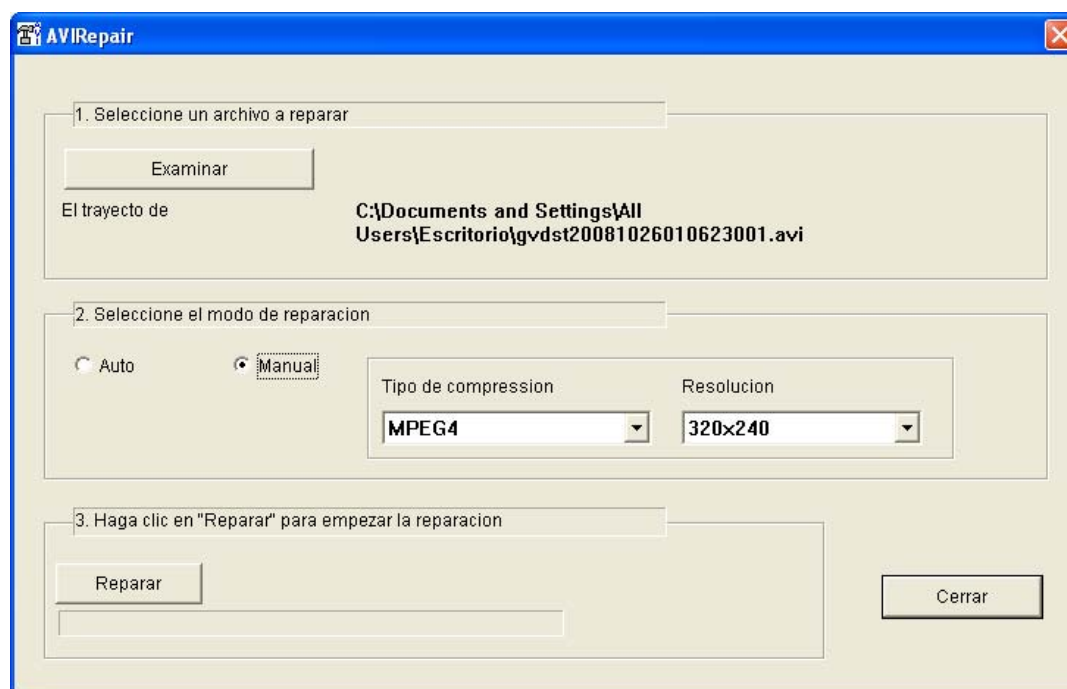 AVIRepair
1. Seleccione un archivo a reparar
Examinar
El trayecto de
C:\Documents and Settings\All
Users\Escritorio\gvdst20081026010623001.avi
2. Seleccione el modo de reparacion
Auto
Manual
Tipo de compression
Resolucion
MPEG4
320x240
3. Haga clic en "Reparar" para empezar la reparacion
Reparar
Cerrar